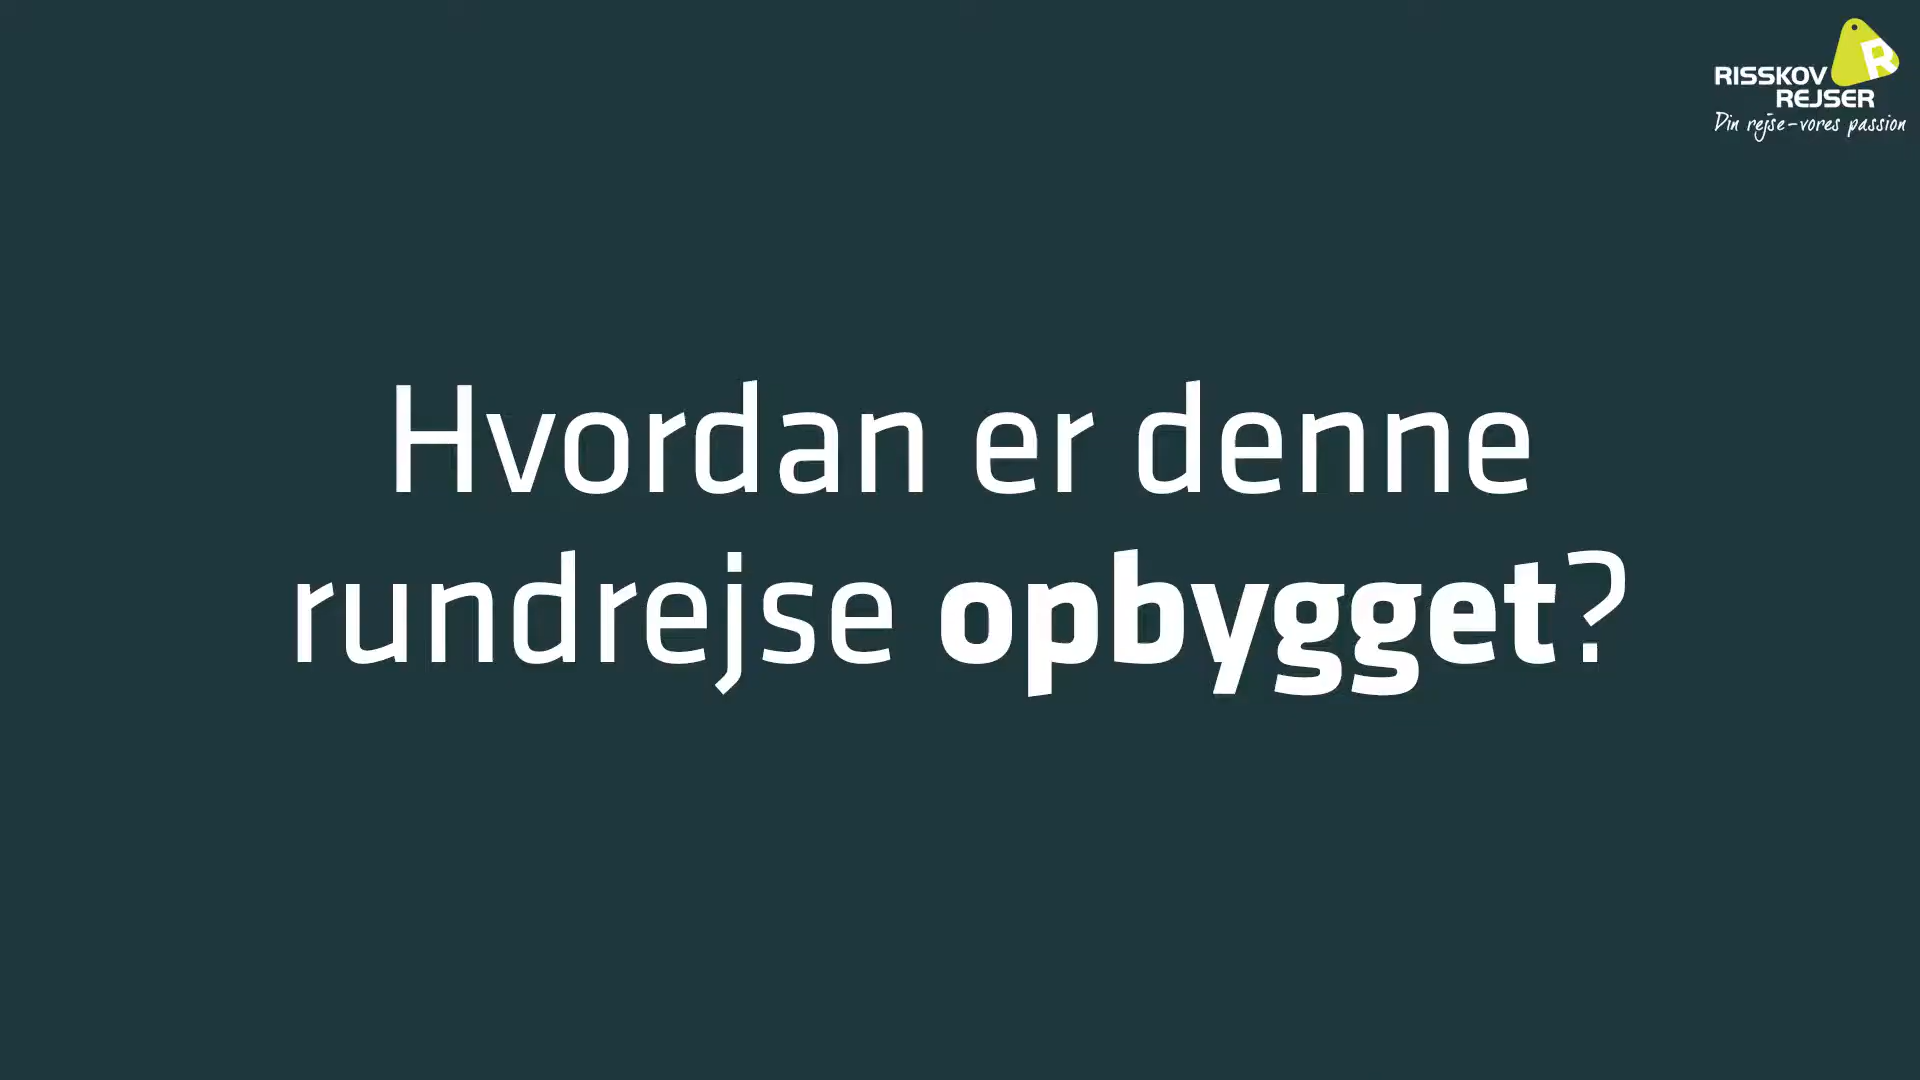 RISSKOV
REJSER
Din rejse-vores passion
Hvordan er denne
rundrejse opbygget?